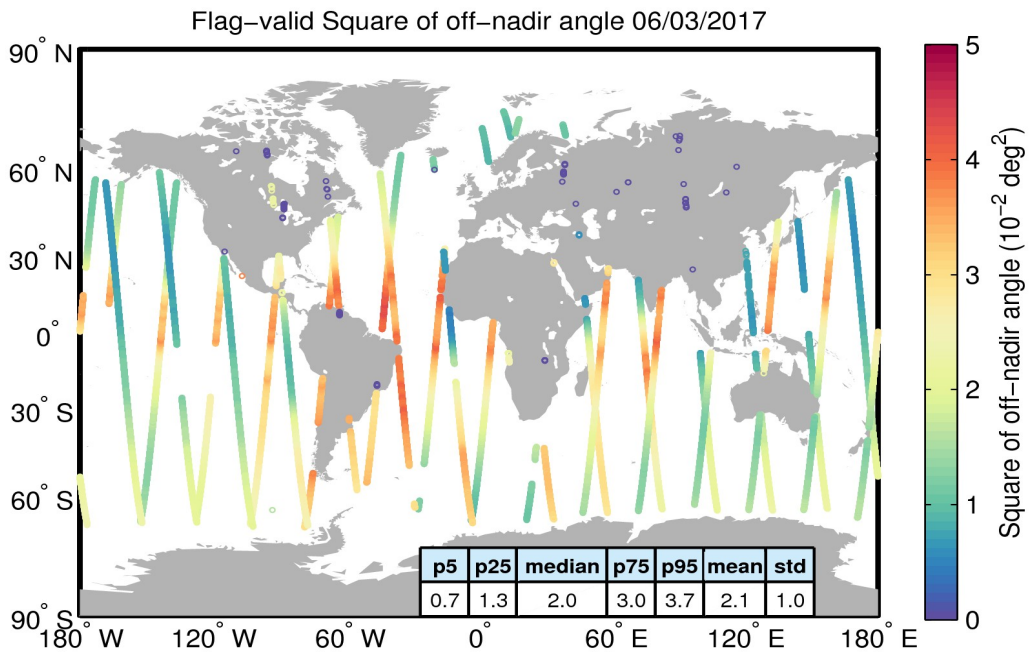 Flag-valid Square of off-nadir angle 06/03/2017
90° N
60° N
30° N
0°
30° S
60° S
90° S
180° W
120° W
60° W
0°
60° E
120° E
180° E
p5 p25 median p75 p95 mean std
0.7 1.3 2.0 3.0 3.7 2.1 1.0
5
4
3
2
1
0
Square of off-nadir angle (10⁻² deg²)